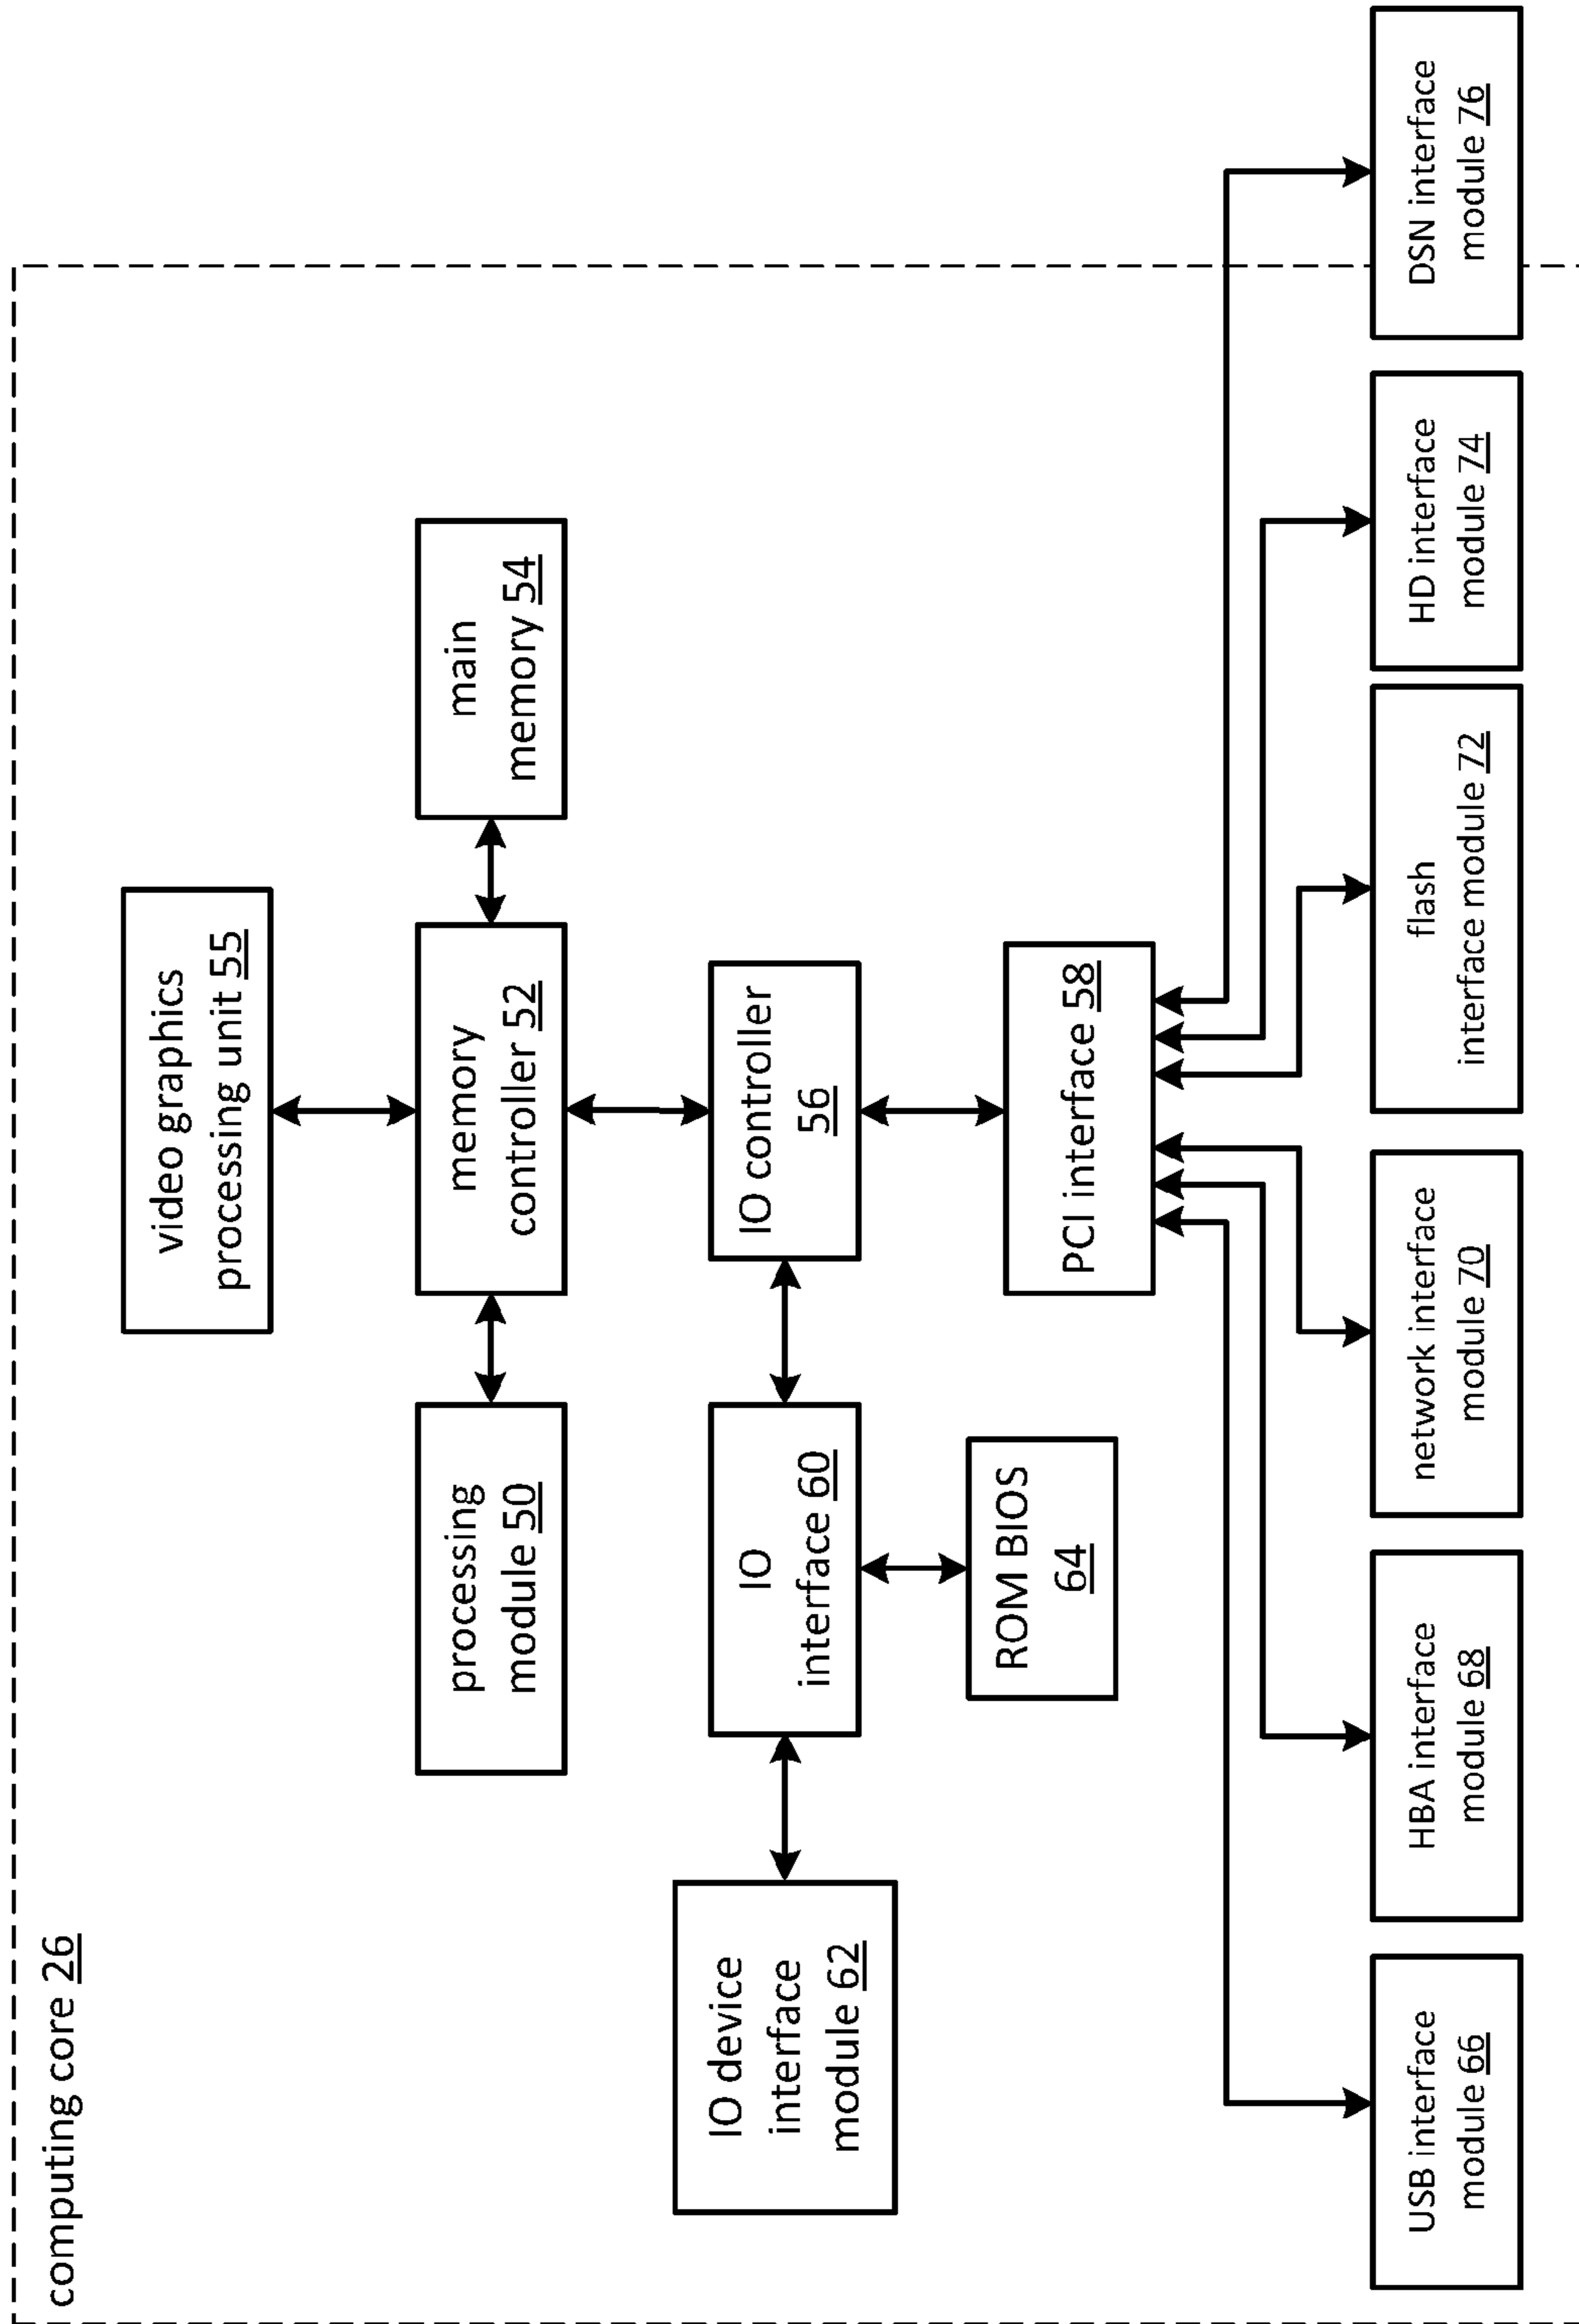 computing core 26
video graphics
processing unit 55
processing
module 50
memory
controller 52
main
memory 54
IO device
interface
module 62
IO
interface 60
IO controller
56
ROM BIOS
64
PCI interface 58
USB interface
module 66
HBA interface
module 68
network interface
module 70
flash
interface module 72
HD interface
module 74
DSN interface
module 76